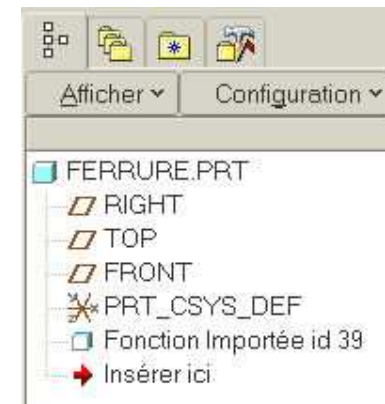 Afficher Configuration
FERRURE.PRT
RIGHT
TOP
FRONT
PRT_CSYS_DEF
Fonction Importée id 39
Insérer ici